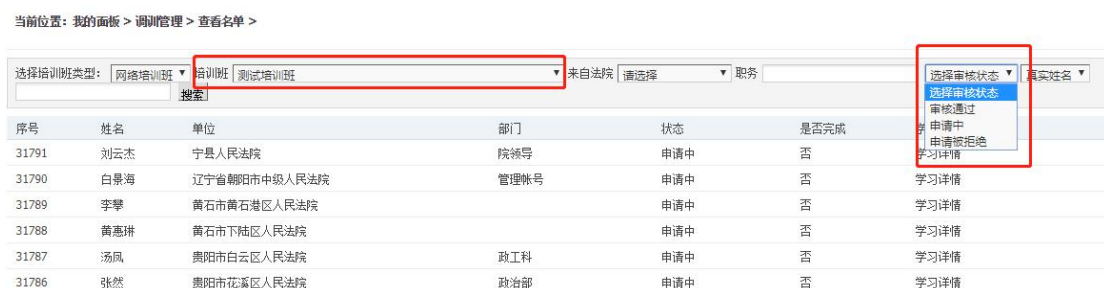 当前位置：我的面板 > 调训管理 > 查看名单 >
选择培训班类型： 网络培训班 培训班 测试培训班 来自法院 请选择 职务 选择审核状态 真实姓名
搜索 选择审核状态
审核通过
申请中
申请被拒绝
序号 姓名 单位 部门 状态 是否完成
31791 刘云杰 宁县人民法院 院领导 申请中 否 学习详情
31790 白景海 辽宁省朝阳市中级人民法院 管理帐号 申请中 否 学习详情
31789 李攀 黄石市黄石港区人民法院 申请中 否 学习详情
31788 黄惠琳 黄石市下陆区人民法院 申请中 否 学习详情
31787 汤凤 贵阳市白云区人民法院 政工科 申请中 否 学习详情
31786 张然 贵阳市花溪区人民法院 政治部 申请中 否 学习详情